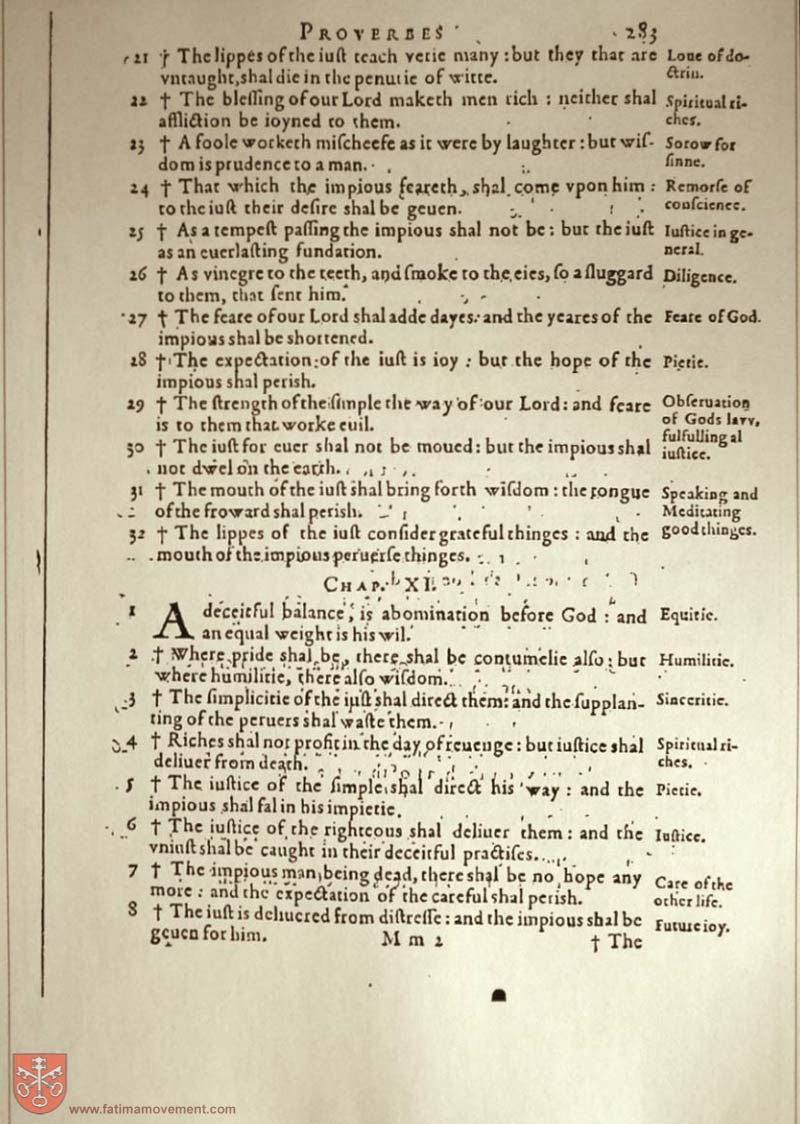 PROVERBES 283
21 † The lippes of the iuſt teach verie many : but they that are
vntaught, shal die in the penurie of witte.
Loue of do-
ctrin.
22 † The bleſſing of our Lord maketh men rich : neither shal
affliction be ioyned to them.
Spiritual ri-
ches.
23 † A foole worketh miſcheefe as it were by laughter : but wiſ-
dom is prudence to a man.
Sorow for
ſinne.
24 † That which the impious feareth, shal come vpon him :
to the iuſt their deſire shal be geuen.
Remorſe of
conſcience.
25 † As a tempeſt paſſing the impious shal not be : but the iuſt
as an euerlaſting fundation.
Iuſtice in ge-
neral.
26 † As vinegre to the teeth, and ſmoke to the eies, ſo a ſluggard
to them, that ſent him.
Diligence.
27 † The feare of our Lord shal adde dayes : and the yeares of the
impious shal be shortened.
Feare of God.
28 † The expectation of the iuſt is ioy : but the hope of the
impious shal perish.
Pietie.
29 † The ſtrength of the ſimple the way of our Lord : and feare
is to them that worke euil.
Obſeruation
of Gods law,
fulfulling al
iuſtice.
30 † The iuſt for euer shal not be moued : but the impious shal
not dwel on the earth.
31 † The mouth of the iuſt shal bring forth wiſdom : the tongue
of the froward shal perish.
Speaking and
Meditating
good thinges.
32 † The lippes of the iuſt conſider grateful thinges : and the
mouth of the impious peruerſe thinges.
CHAP. XI.
1 A deceitful balance, is abomination before God : and
an equal weight is his wil.
Equitie.
2 † Where pride shal be, there shal be contumelie alſo : but
where humilitie, there alſo wiſdom.
Humilitie.
3 † The ſimplicitie of the iuſt shal direct them : and the ſupplan-
ting of the peruers shal waſte them.
Sinceritie.
4 † Riches shal not profit in the day of reuenge : but iuſtice shal
deliuer from death.
Spiritual ri-
ches.
5 † The iuſtice of the ſimple shal direct his way : and the
impious shal fal in his impietie.
Pietie.
6 † The iuſtice of the righteous shal deliuer them : and the
vniuſt shal be caught in their deceitful practiſes.
Iuſtice.
7 † The impious man being dead, there shal be no hope any
more : and the expectation of the careful shal perish.
Care of the
other life.
8 † The iuſt is deliuered from diſtreſſe : and the impious shal be
geuen for him.
Future ioy.
M m 2 † The
www.fatimamovement.com